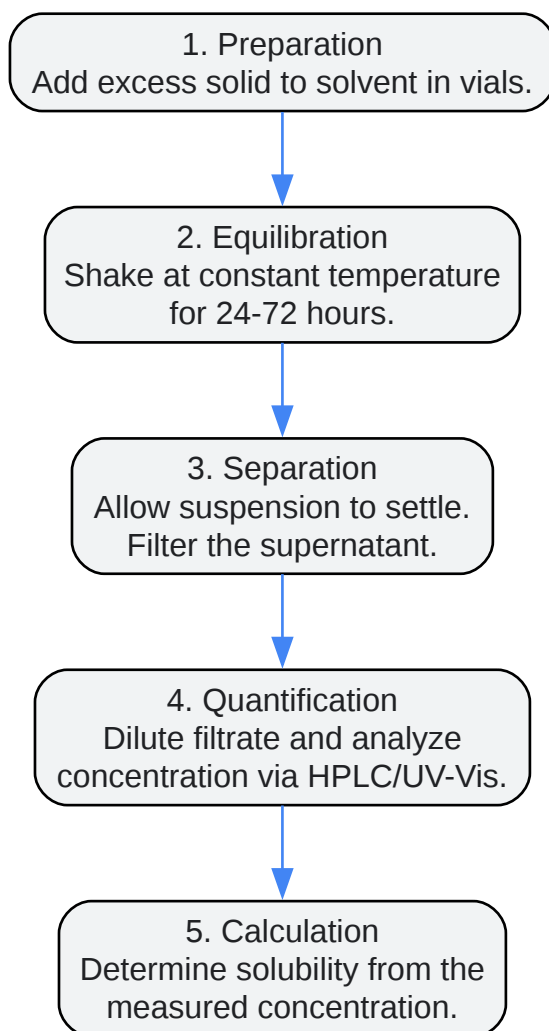 1. Preparation
Add excess solid to solvent in vials.
2. Equilibration
Shake at constant temperature
for 24-72 hours.
3. Separation
Allow suspension to settle.
Filter the supernatant.
4. Quantification
Dilute filtrate and analyze
concentration via HPLC/UV-Vis.
5. Calculation
Determine solubility from the
measured concentration.